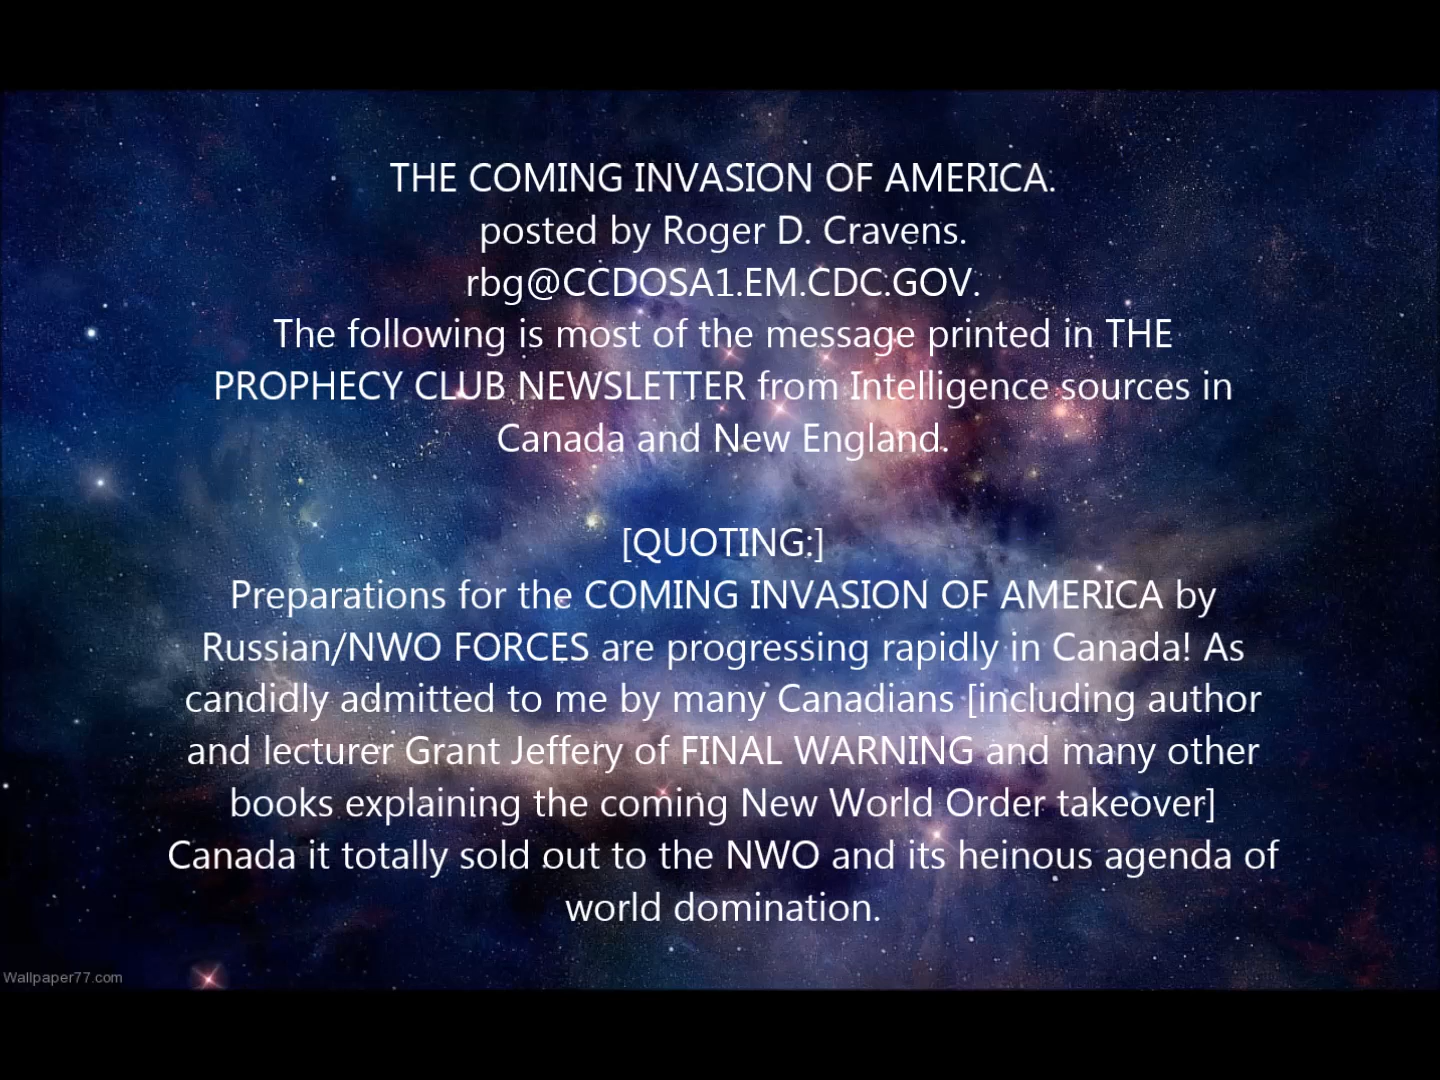 THE COMING INVASION OF AMERICA.
posted by Roger D. Cravens.
rbg@CCDOSA1.EM.CDC.GOV.
The following is most of the message printed in THE
PROPHECY CLUB NEWSLETTER from Intelligence sources in
Canada and New England.
[QUOTING:]
Preparations for the COMING INVASION OF AMERICA by
Russian/NWO FORCES are progressing rapidly in Canada! As
candidly admitted to me by many Canadians [including author
and lecturer Grant Jeffery of FINAL WARNING and many other
books explaining the coming New World Order takeover]
Canada it totally sold out to the NWO and its heinous agenda of
world domination.
Wallpaper77.com